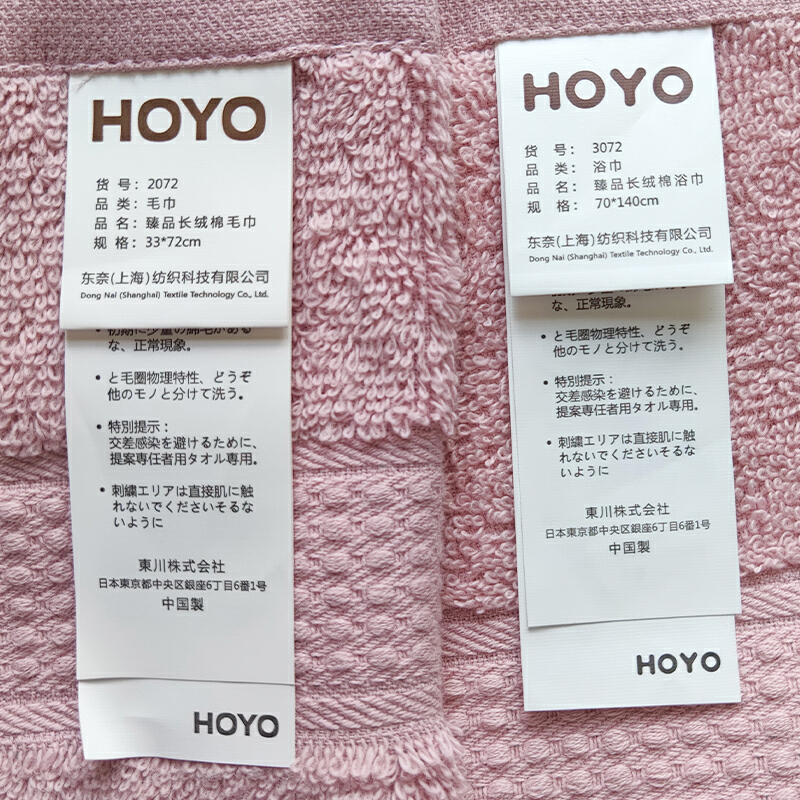 HOYO
货 号：2072
品 类：毛巾
品 名：臻品长绒棉毛巾
规 格：33*72cm
东奈(上海)纺织科技有限公司
Dong Nai (Shanghai) Textile Technology Co., Ltd.
初期に少量の綿毛がある
な、正常現象。
• と毛圏物理特性、どうぞ
他のモノと分けて洗う。
• 特別提示：
交差感染を避けるために、
提案専任者用タオル専用。
• 刺繍エリアは直接肌に触
れないでくださいそるな
いように
東川株式会社
日本東京都中央区銀座6丁目6番1号
中国製
HOYO
HOYO
货 号： 3072
品 类： 浴巾
品 名： 臻品长绒棉浴巾
规 格： 70*140cm
东奈(上海)纺织科技有限公司
Dong Nai (Shanghai) Textile Technology Co., Ltd.
な、正常現象。
• と毛圏物理特性、どうぞ
他のモノと分けて洗う。
• 特別提示：
交差感染を避けるために、
提案専任者用タオル専用。
• 刺繍エリアは直接肌に触
れないでくださいそるな
いように
東川株式会社
日本東京都中央区銀座6丁目6番1号
中国製
HOYO